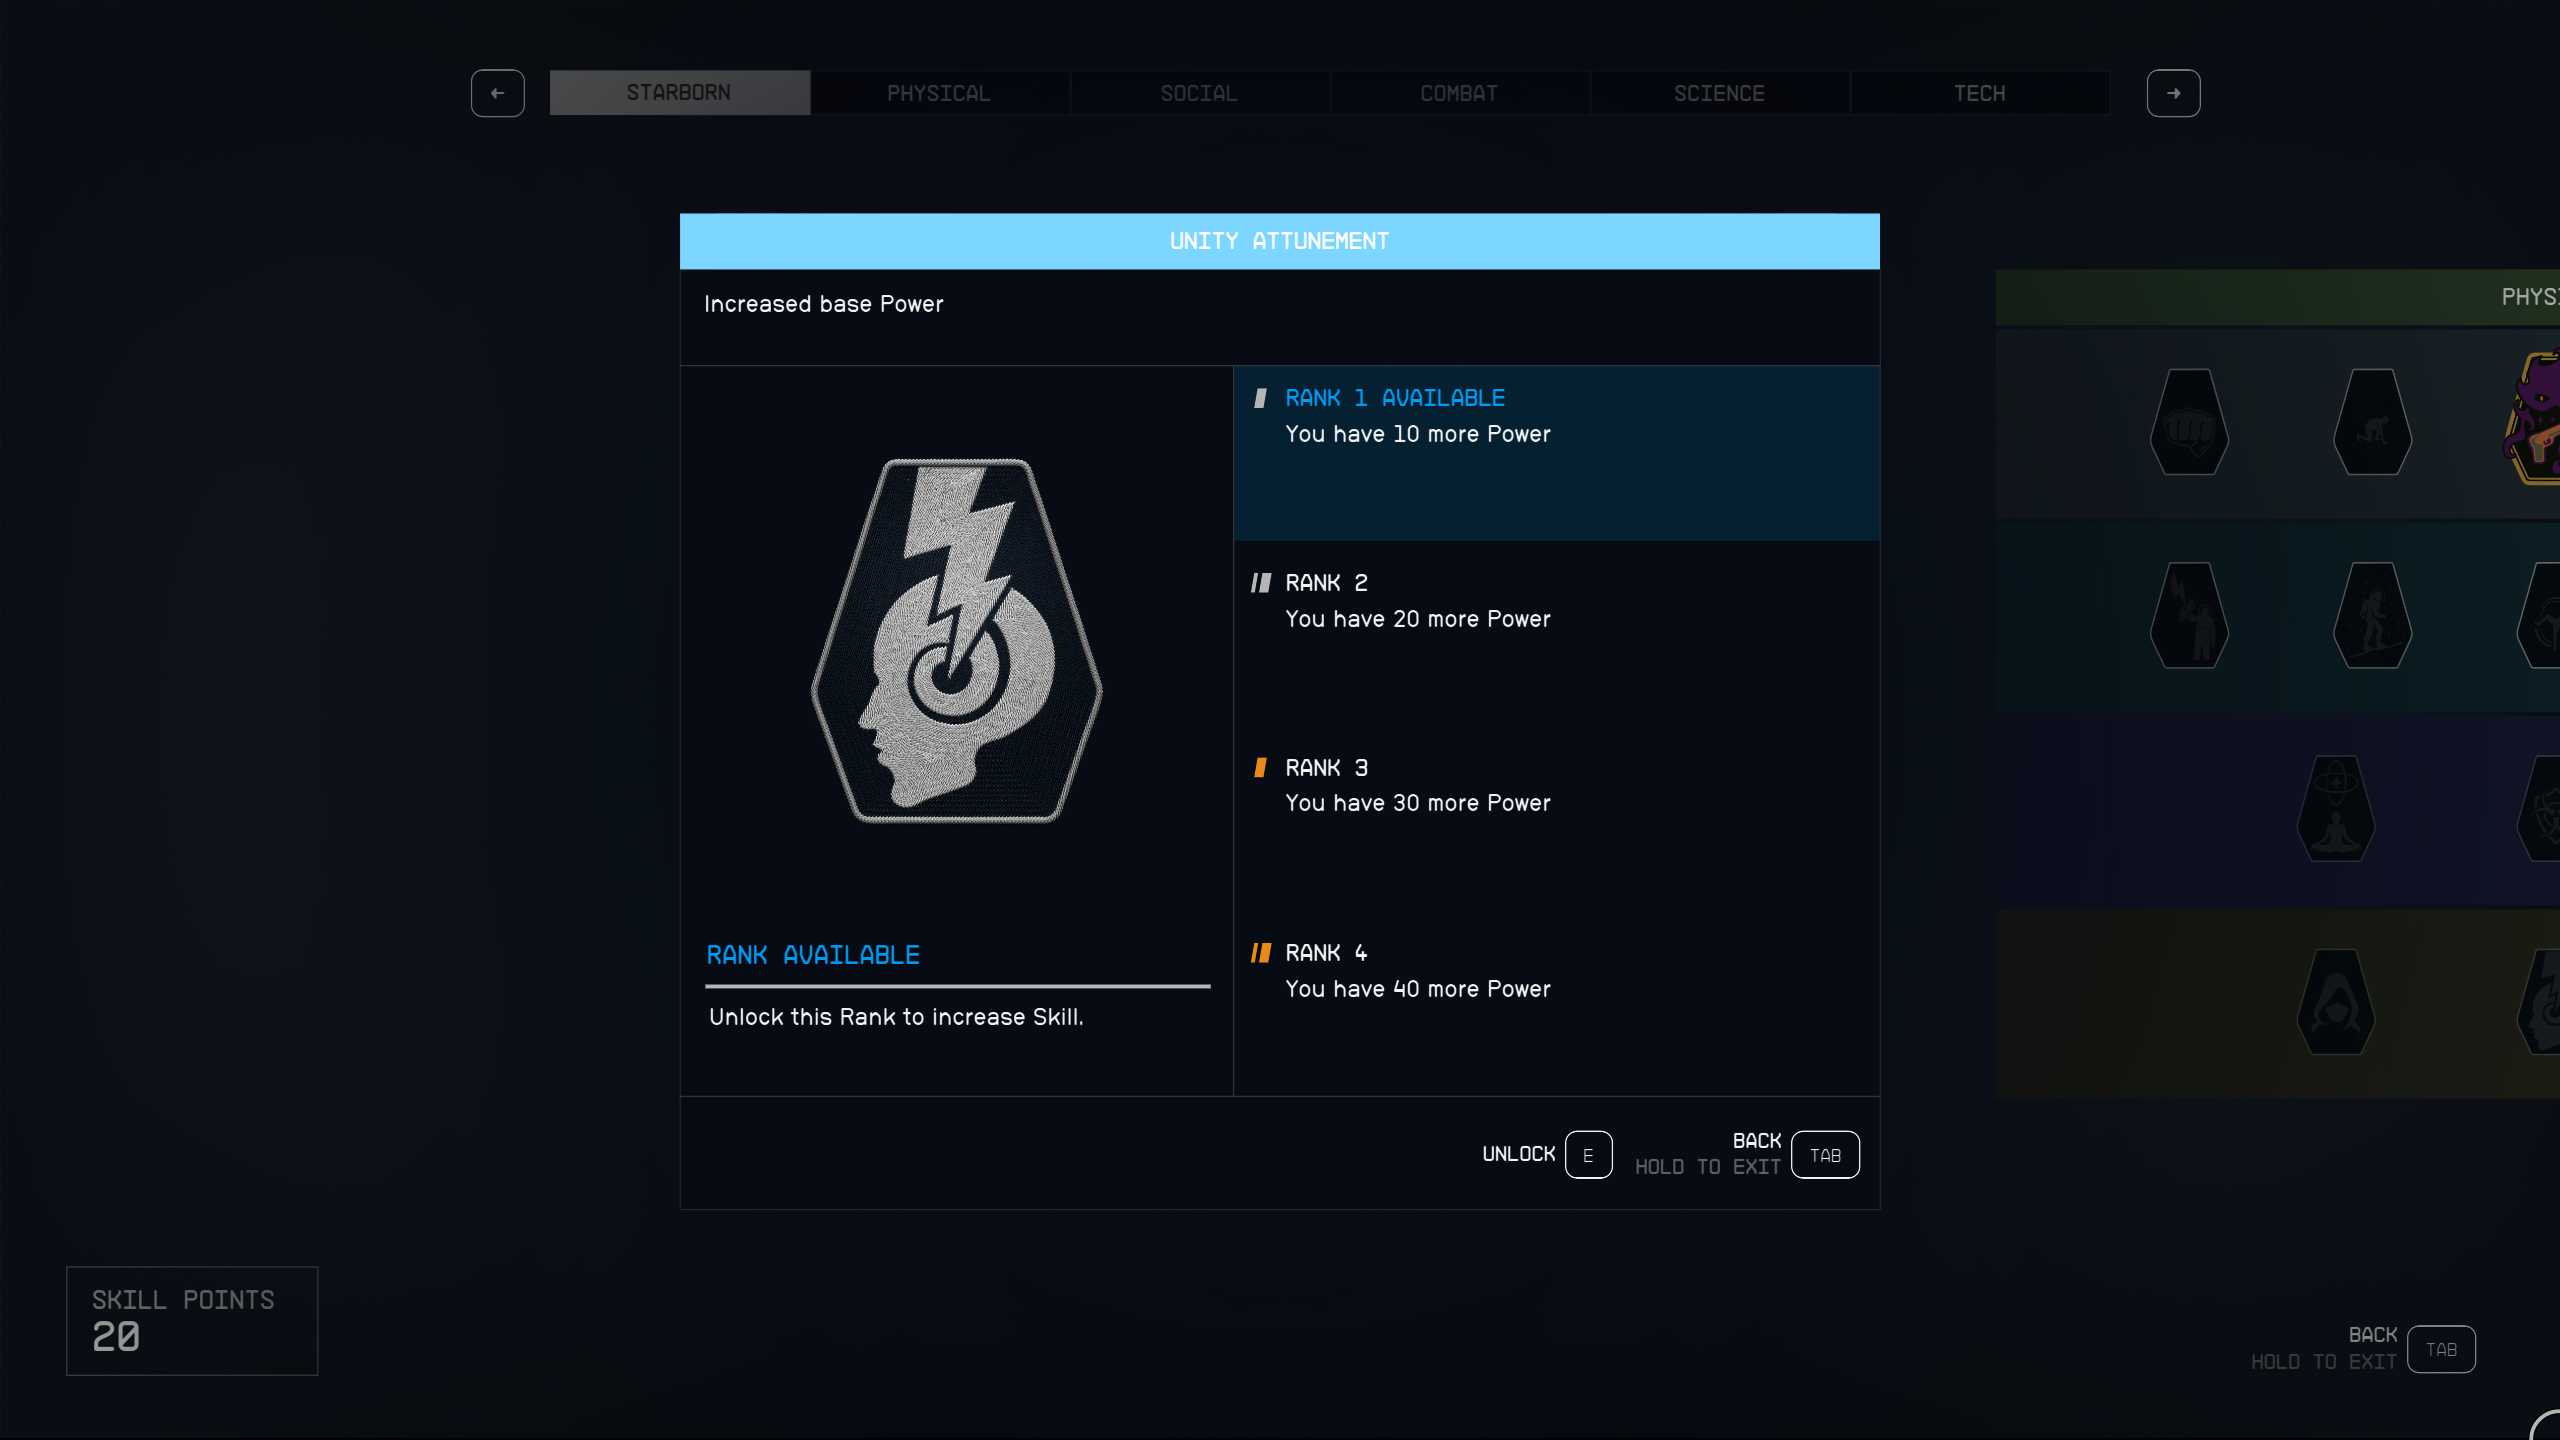 STARBORN PHYSICAL SOCIAL COMBAT SCIENCE TECH
UNITY ATTUNEMENT
Increased base Power
RANK 1 AVAILABLE
You have 10 more Power
RANK 2
You have 20 more Power
RANK 3
You have 30 more Power
RANK 4
You have 40 more Power
RANK AVAILABLE
Unlock this Rank to increase Skill.
UNLOCK E
BACK
HOLD TO EXIT TAB
PHYSI
SKILL POINTS
20
BACK
HOLD TO EXIT TAB